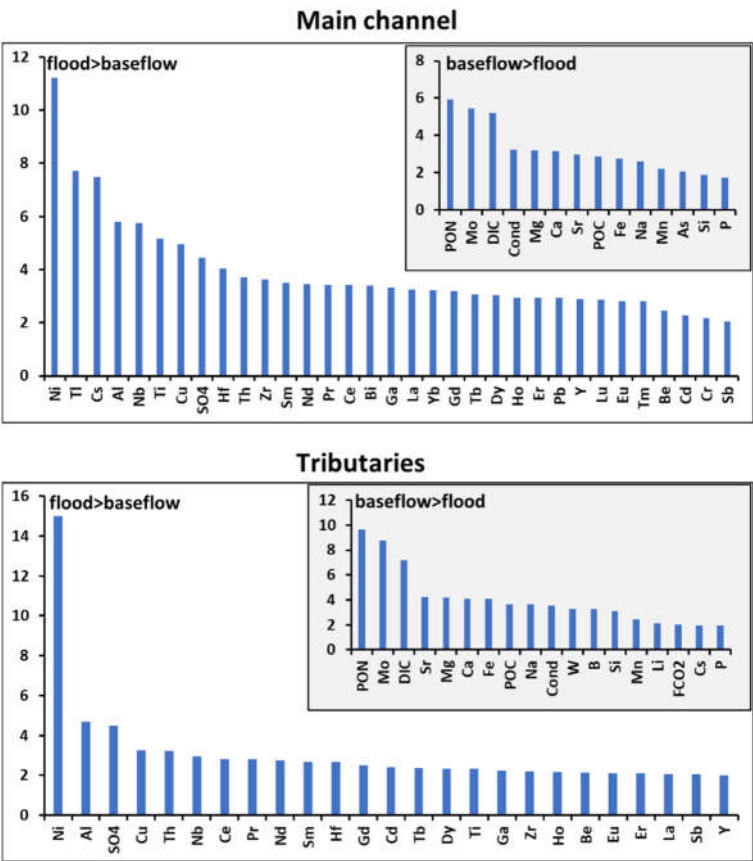 Main channel
flood>baseflow
12
10
8
6
4
2
0
Ni Tl Cs Al Nb Ti Cu SO4 Hf Th Zr Sm Nd Pr Ce Bi Ga La Yb Gd Tb Dy Ho Er Pb Y Lu Eu Tm Be Cd Cr Sb
baseflow>flood
8
6
4
2
0
PON Mo DIC Cond Mg Ca Sr POC Fe Na Mn As Si P
Tributaries
flood>baseflow
16
14
12
10
8
6
4
2
0
Ni Al SO4 Cu Th Nb Ce Pr Nd Sm Hf Gd Cd Tb Dy Ti Ga Zr Ho Be Eu Er La Sb Y
baseflow>flood
12
10
8
6
4
2
0
PON Mo DIC Sr Mg Ca Fe POC Na Cond W B Si Mn Li FCO2 Cs P